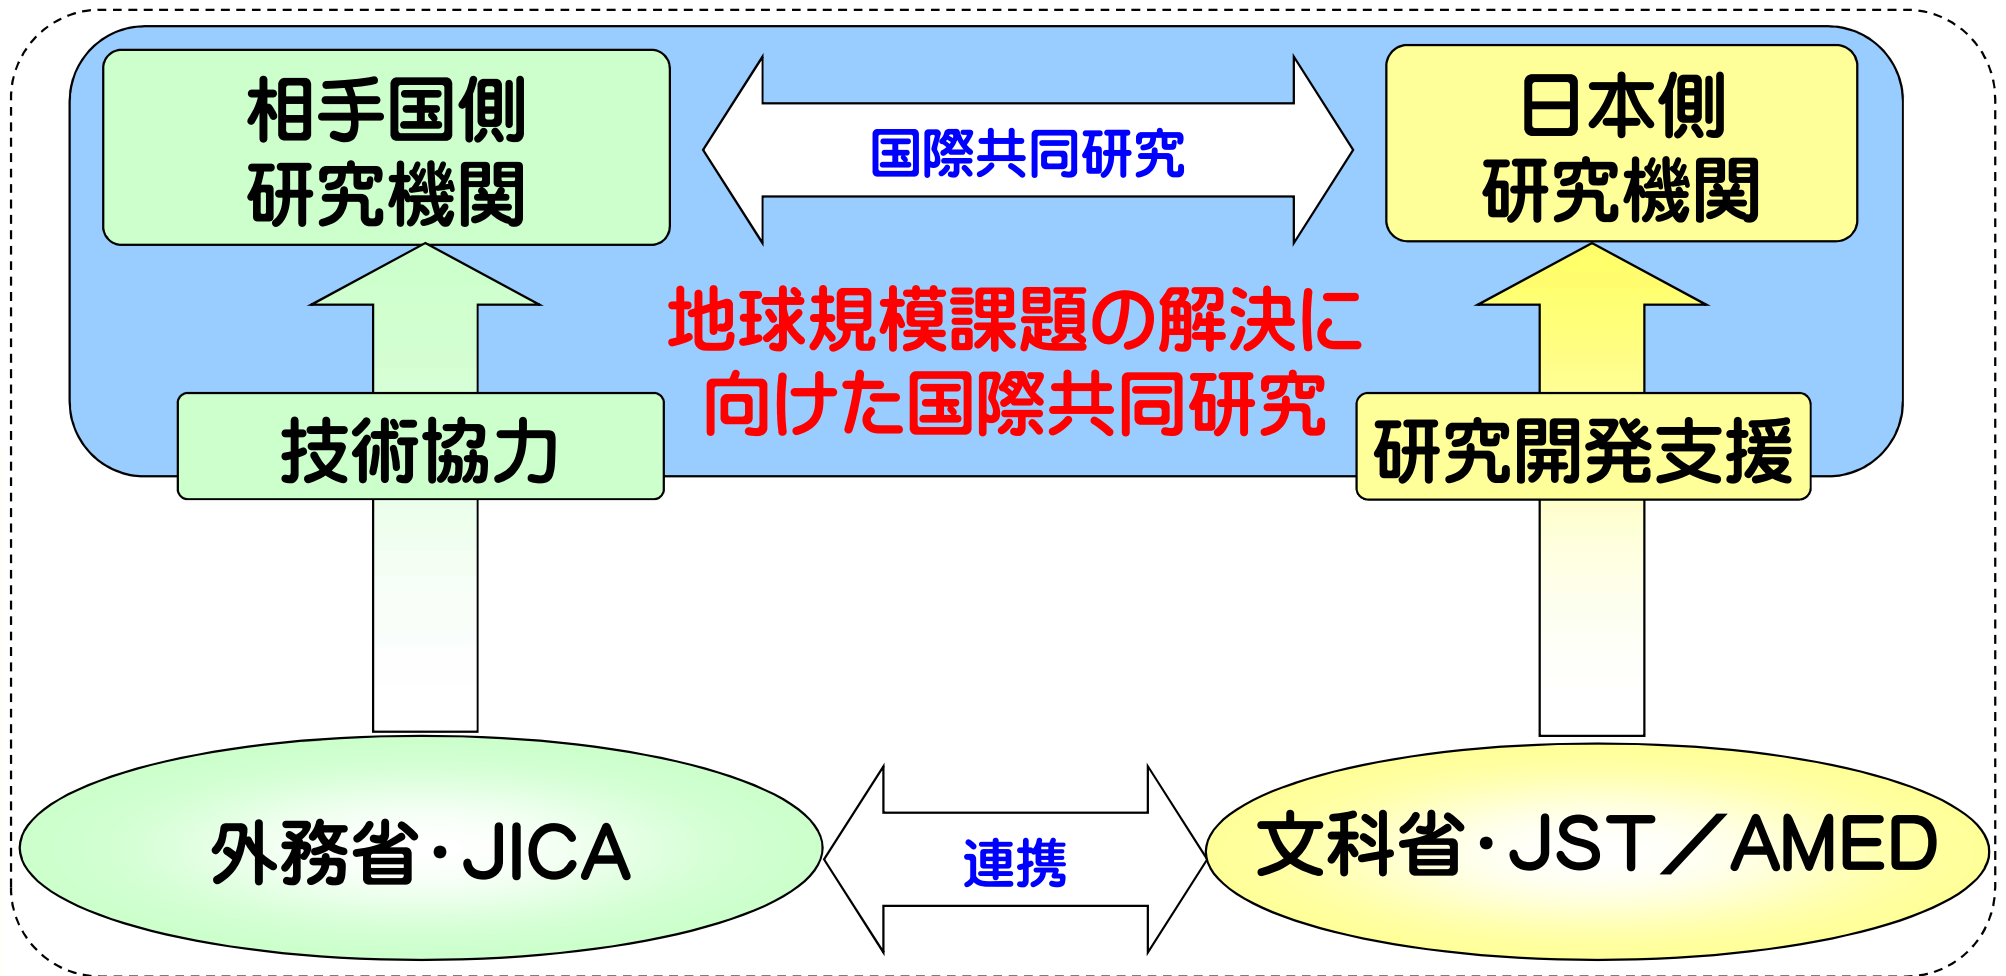 相手国側
研究機関
国際共同研究
日本側
研究機関
地球規模課題の解決に
向けた国際共同研究
技術協力
研究開発支援
外務省・JICA
連携
文科省・JST／AMED